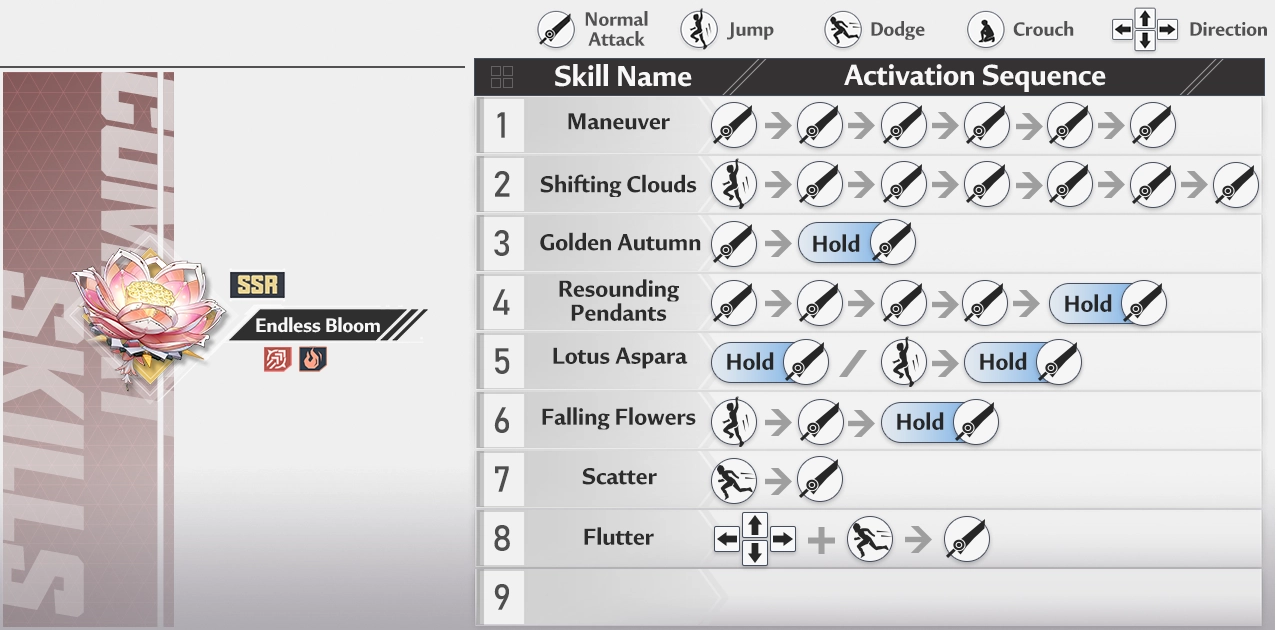 Normal
Attack
Jump
Dodge
Crouch
Direction
Skill Name
Activation Sequence
1
Maneuver
2
Shifting Clouds
3
Golden Autumn
Hold
4
Resounding
Pendants
Hold
5
Lotus Aspara
Hold
/
Hold
6
Falling Flowers
Hold
7
Scatter
8
Flutter
+
9
SSR
Endless Bloom
SKILLS